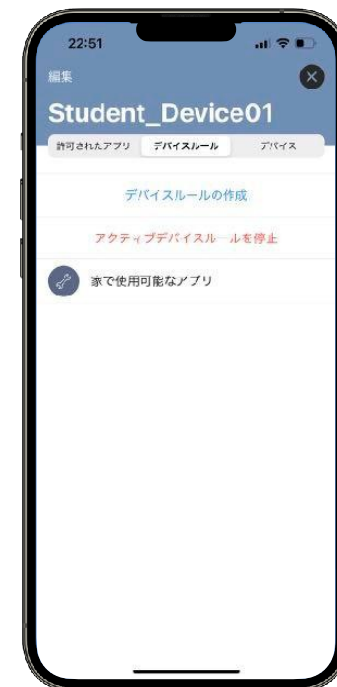 22:51
編集
Student_Device01
許可されたアプリ デバイスルール デバイス
デバイスルールの作成
アクティブデバイスルールを停止
家で使用可能なアプリ